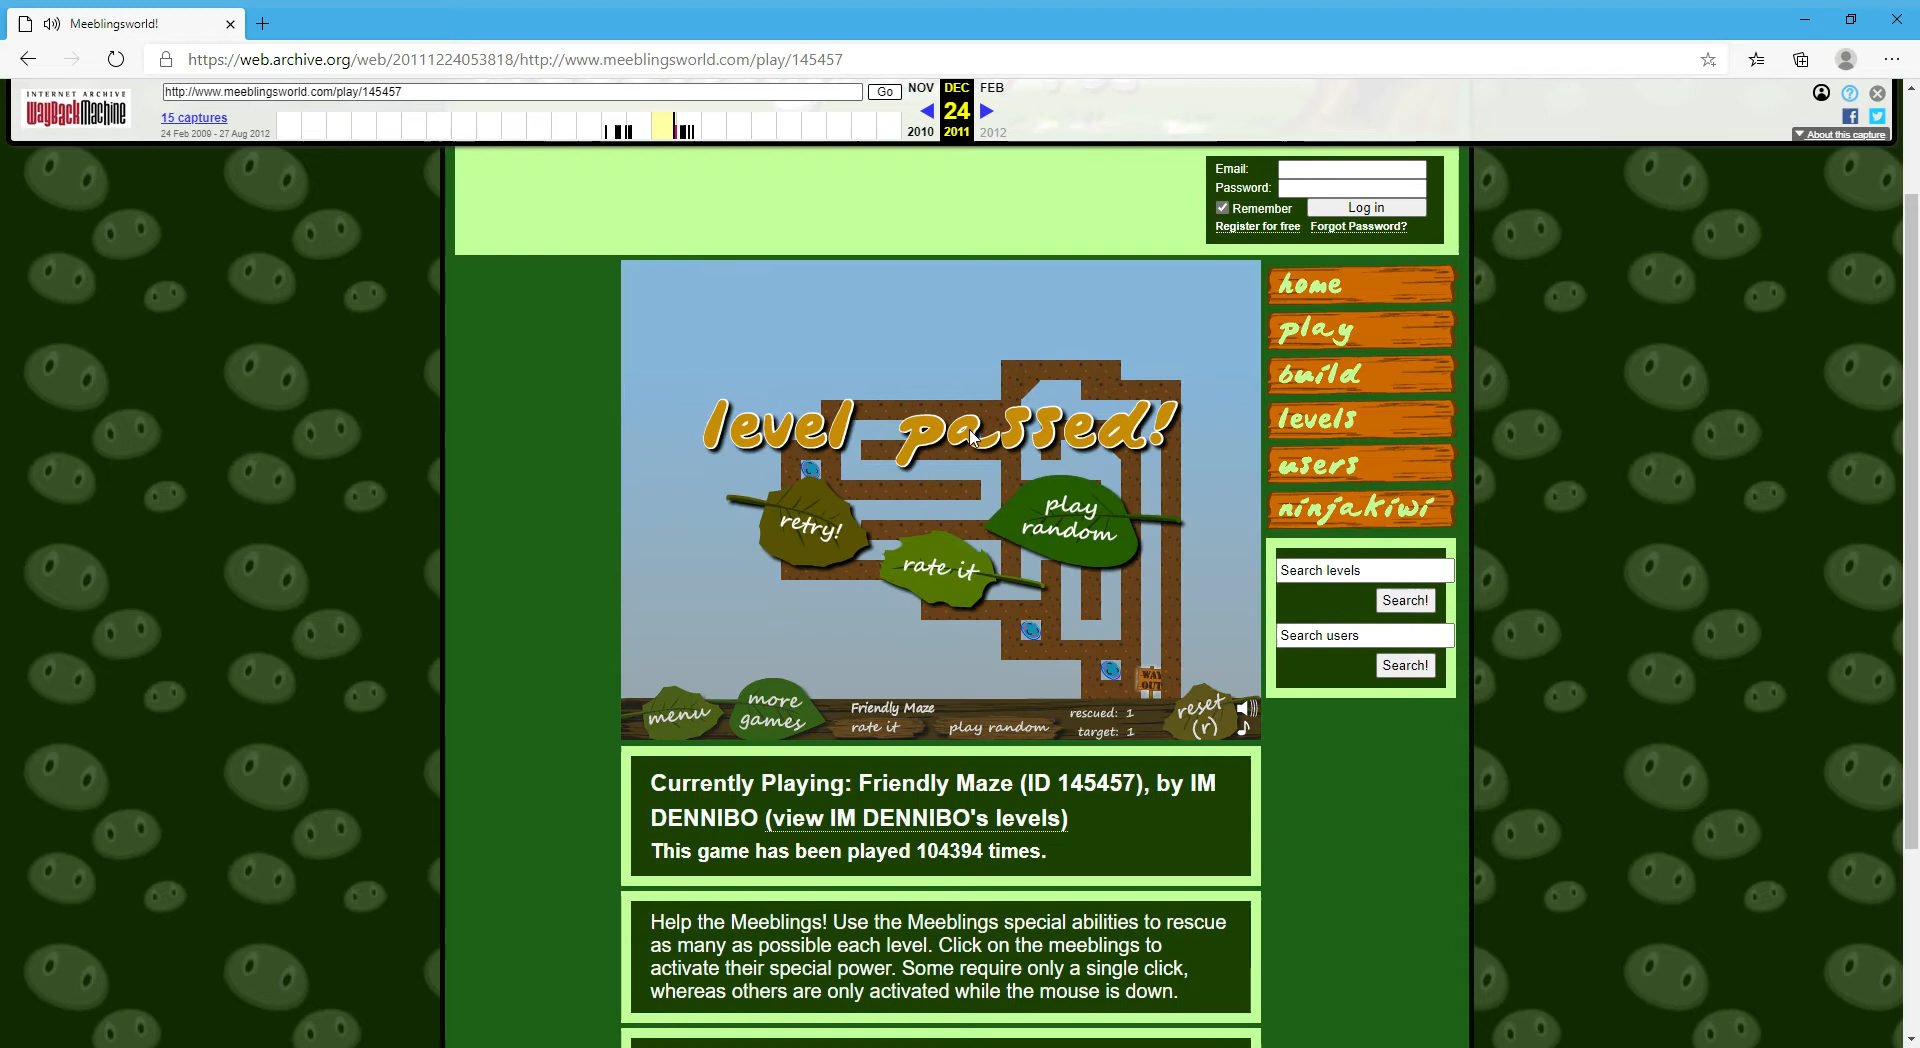 Meeblingsworld!
https://web.archive.org/web/20111224053818/http://www.meeblingsworld.com/play/145457
INTERNET ARCHIVE
WayBackMachine
http://www.meeblingsworld.com/play/145457
Go
NOV
DEC
FEB
15 captures
24
24 Feb 2009 - 27 Aug 2012
2010
2011
2012
About this capture
Email:
Password:
Remember
Log in
Register for free
Forgot Password?
home
play
build
levels
users
ninjakiwi
level passed!
retry!
play
random
rate it
WAY
OUT
menu
more
games
Friendly Maze
rate it
play random
rescued: 1
target: 1
reset
(r)
Search levels
Search!
Search users
Search!
Currently Playing: Friendly Maze (ID 145457), by IM
DENNIBO (view IM DENNIBO's levels)
This game has been played 104394 times.
Help the Meeblings! Use the Meeblings special abilities to rescue
as many as possible each level. Click on the meeblings to
activate their special power. Some require only a single click,
whereas others are only activated while the mouse is down.